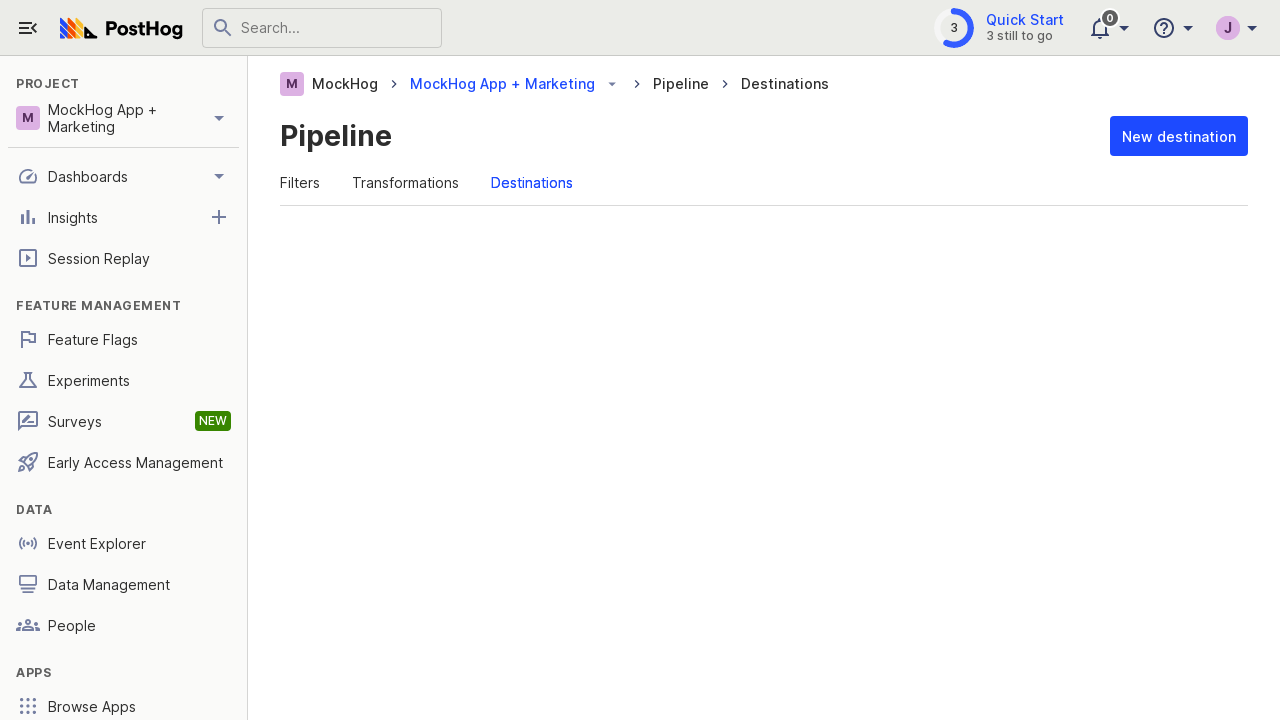 PostHog
Search...
3
Quick Start
3 still to go
0
J
PROJECT
M
MockHog App +
Marketing
Dashboards
Insights
Session Replay
FEATURE MANAGEMENT
Feature Flags
Experiments
Surveys
NEW
Early Access Management
DATA
Event Explorer
Data Management
People
APPS
Browse Apps
M MockHog
MockHog App + Marketing
Pipeline
Destinations
Pipeline
New destination
Filters
Transformations
Destinations